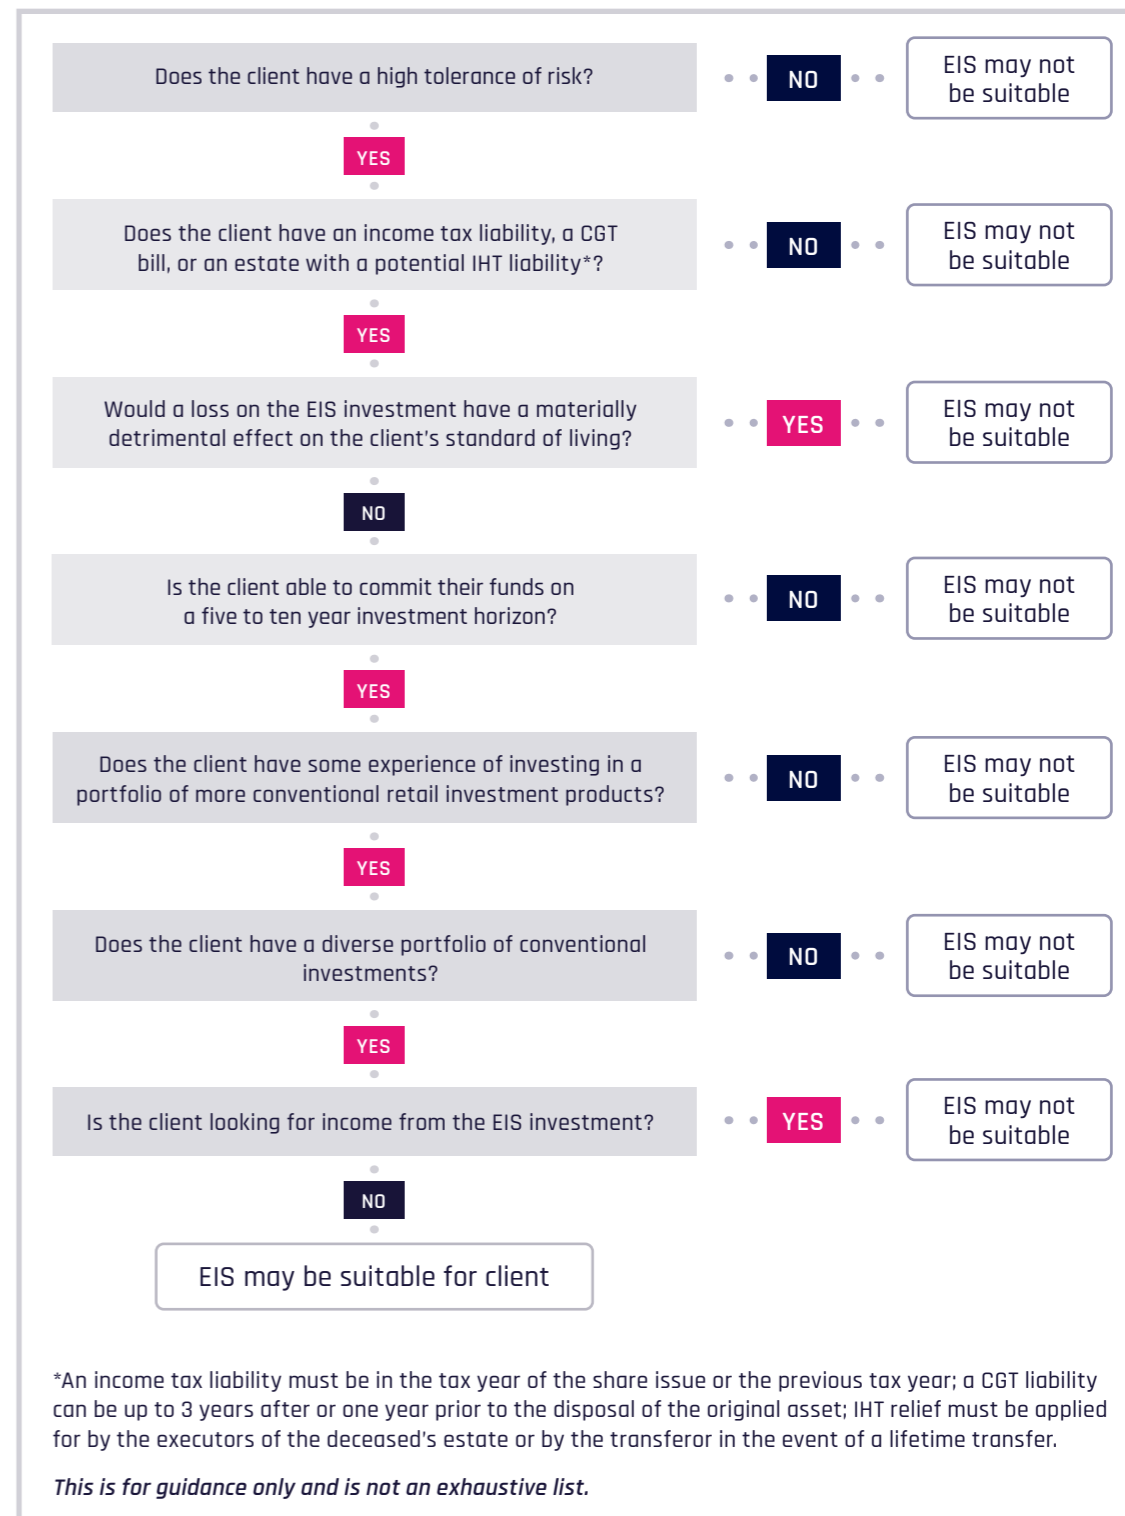 Does the client have a high tolerance of risk?
NO
EIS may not
be suitable
YES
Does the client have an income tax liability, a CGT
bill, or an estate with a potential IHT liability*?
NO
EIS may not
be suitable
YES
Would a loss on the EIS investment have a materially
detrimental effect on the client's standard of living?
YES
EIS may not
be suitable
NO
Is the client able to commit their funds on
a five to ten year investment horizon?
NO
EIS may not
be suitable
YES
Does the client have some experience of investing in a
portfolio of more conventional retail investment products?
NO
EIS may not
be suitable
YES
Does the client have a diverse portfolio of conventional
investments?
NO
EIS may not
be suitable
YES
Is the client looking for income from the EIS investment?
YES
EIS may not
be suitable
NO
EIS may be suitable for client
*An income tax liability must be in the tax year of the share issue or the previous tax year; a CGT liability
can be up to 3 years after or one year prior to the disposal of the original asset; IHT relief must be applied
for by the executors of the deceased's estate or by the transferor in the event of a lifetime transfer.
This is for guidance only and is not an exhaustive list.